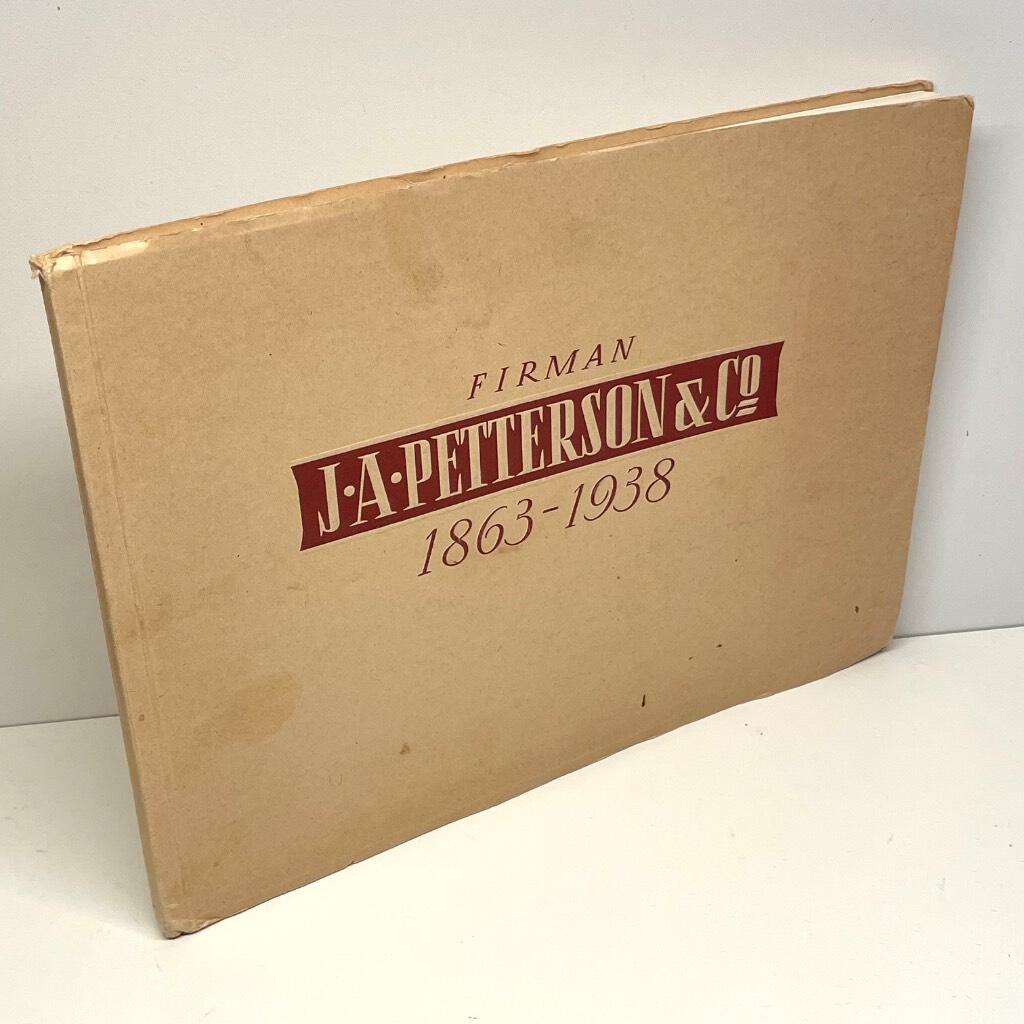 FIRMAN
J·A·PETTERSON & Co
1863-1938